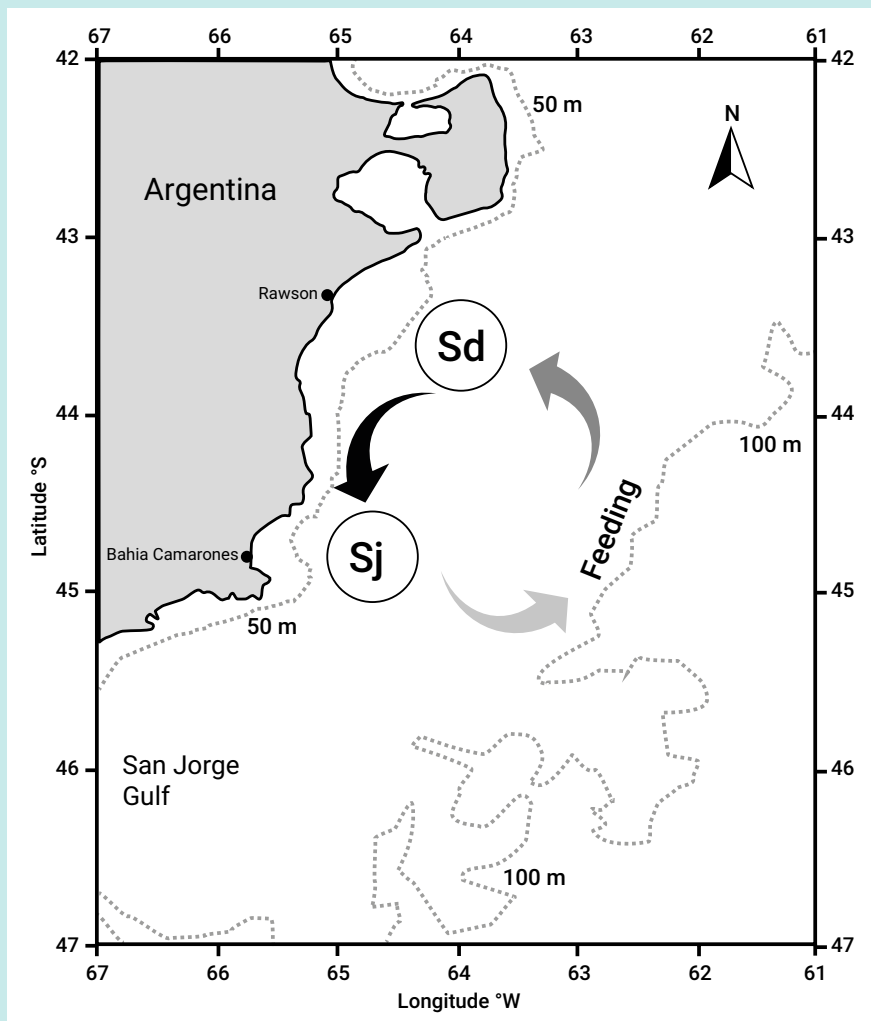 67 66 65 64 63 62 61
42 42
50 m
N
Argentina
43 43
Rawson
Sd
44 44
100 m
Latitude °S
Feeding
Bahia Camarones
Sj
45 45
50 m
San Jorge
Gulf
46 46
100 m
47 47
67 66 65 64 63 62 61
Longitude °W